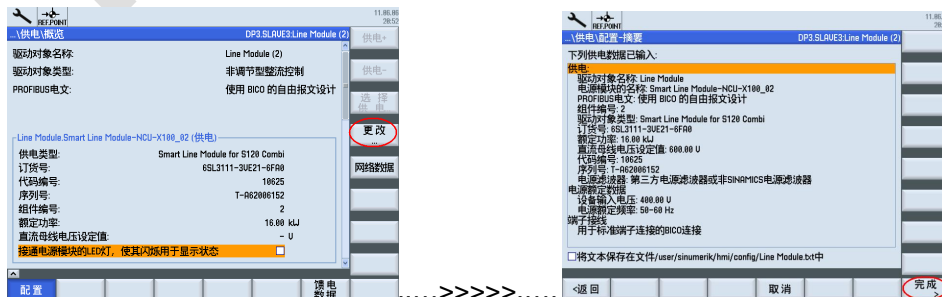 REF.POINT
11.06.06
20:52
...\供电\概览
DP3.SLAVE3:Line Module (2)
驱动对象名称:
Line Module (2)
驱动对象类型:
非调节型整流控制
PROFIBUS电文:
使用 BICO 的自由报文设计
Line Module.Smart Line Module-NCU-X100_02 (供电)
供电类型:
Smart Line Module for S120 Combi
订货号:
6SL3111-3VE21-6FA0
代码编号:
10625
序列号:
T-A62006152
组件编号:
2
额定功率:
16.00 kW
直流母线电压设定值:
- V
接通电源模块的LED灯，使其闪烁用于显示状态
供电+
供电-
选 择
供 电
更 改
...
网络数据
配 置
馈 电
数 据
.....>>>>>.....
REF.POINT
11.06
20
...\供电\配置-摘要
DP3.SLAVE3:Line Module (2)
下列供电数据已输入:
供电:
驱动对象名称: Line Module
电源模块的名称: Smart Line Module-NCU-X100_02
PROFIBUS电文: 使用 BICO 的自由报文设计
组件编号: 2
驱动对象类型: Smart Line Module for S120 Combi
订货号: 6SL3111-3VE21-6FA0
额定功率: 16.00 kW
直流母线电压设定值: 600.00 V
代码编号: 10625
序列号: T-A62006152
电源滤波器: 第三方电源滤波器或非SINAMICS电源滤波器
电源额定数据
设备输入电压: 400.00 V
电源额定频率: 50-60 Hz
端子接线
用于标准端子连接的BICO连接
将文本保存在文件/user/sinumerik/hmi/config/Line Module.txt中
<返 回
取 消
完 成
>